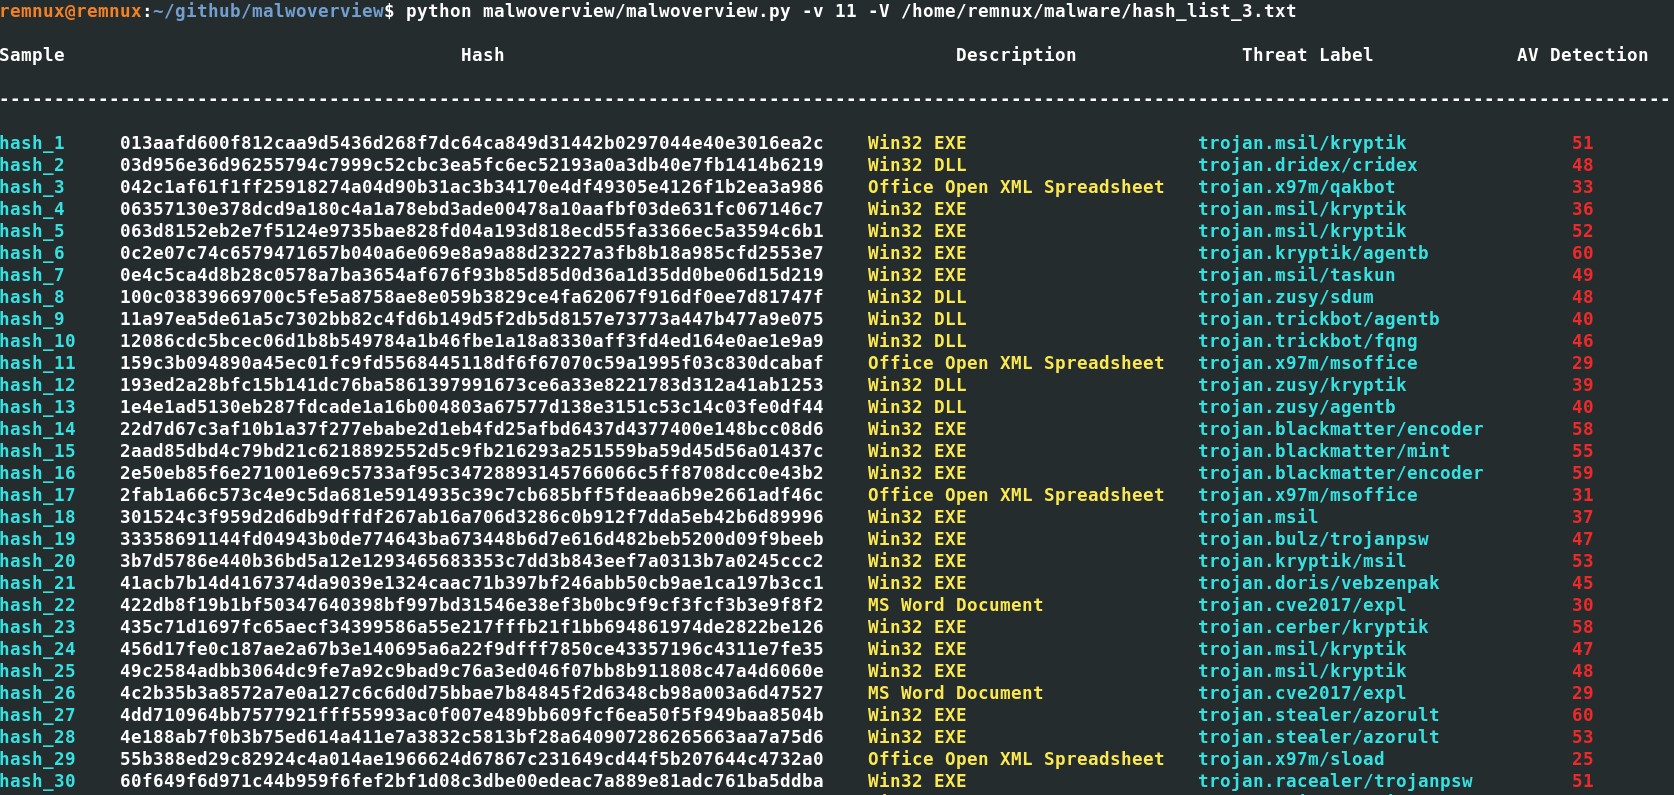 remnux@remnux:~/github/malwoverview$ python malwoverview/malwoverview.py -v 11 -V /home/remnux/malware/hash_list_3.txt
Sample Hash Description Threat Label AV Detection
--------------------------------------------------------------------------------------------------------------------------------------------------------
hash_1 013aafd600f812caa9d5436d268f7dc64ca849d31442b0297044e40e3016ea2c Win32 EXE trojan.msil/kryptik 51
hash_2 03d956e36d96255794c7999c52cbc3ea5fc6ec52193a0a3db40e7fb1414b6219 Win32 DLL trojan.dridex/cridex 48
hash_3 042c1af61f1ff25918274a04d90b31ac3b34170e4df49305e4126f1b2ea3a986 Office Open XML Spreadsheet trojan.x97m/qakbot 33
hash_4 06357130e378dcd9a180c4a1a78ebd3ade00478a10aafbf03de631fc067146c7 Win32 EXE trojan.msil/kryptik 36
hash_5 063d8152eb2e7f5124e9735bae828fd04a193d818ecd55fa3366ec5a3594c6b1 Win32 EXE trojan.msil/kryptik 52
hash_6 0c2e07c74c6579471657b040a6e069e8a9a88d23227a3fb8b18a985cfd2553e7 Win32 EXE trojan.kryptik/agentb 60
hash_7 0e4c5ca4d8b28c0578a7ba3654af676f93b85d85d0d36a1d35dd0be06d15d219 Win32 EXE trojan.msil/taskun 49
hash_8 100c03839669700c5fe5a8758ae8e059b3829ce4fa62067f916df0ee7d81747f Win32 DLL trojan.zusy/sdum 48
hash_9 11a97ea5de61a5c7302bb82c4fd6b149d5f2db5d8157e73773a447b477a9e075 Win32 DLL trojan.trickbot/agentb 40
hash_10 12086cdc5bcec06d1b8b549784a1b46fbe1a18a8330aff3fd4ed164e0ae1e9a9 Win32 DLL trojan.trickbot/fqng 46
hash_11 159c3b094890a45ec01fc9fd5568445118df6f67070c59a1995f03c830dcabaf Office Open XML Spreadsheet trojan.x97m/msoffice 29
hash_12 193ed2a28bfc15b141dc76ba5861397991673ce6a33e8221783d312a41ab1253 Win32 DLL trojan.zusy/kryptik 39
hash_13 1e4e1ad5130eb287fdcade1a16b004803a67577d138e3151c53c14c03fe0df44 Win32 DLL trojan.zusy/agentb 40
hash_14 22d7d67c3af10b1a37f277ebabe2d1eb4fd25afbd6437d4377400e148bcc08d6 Win32 EXE trojan.blackmatter/encoder 58
hash_15 2aad85dbd4c79bd21c6218892552d5c9fb216293a251559ba59d45d56a01437c Win32 EXE trojan.blackmatter/mint 55
hash_16 2e50eb85f6e271001e69c5733af95c34728893145766066c5ff8708dcc0e43b2 Win32 EXE trojan.blackmatter/encoder 59
hash_17 2fab1a66c573c4e9c5da681e5914935c39c7cb685bff5fdeaa6b9e2661adf46c Office Open XML Spreadsheet trojan.x97m/msoffice 31
hash_18 301524c3f959d2d6db9dffdf267ab16a706d3286c0b912f7dda5eb42b6d89996 Win32 EXE trojan.msil 37
hash_19 33358691144fd04943b0de774643ba673448b6d7e616d482beb5200d09f9beeb Win32 EXE trojan.bulz/trojanpsw 47
hash_20 3b7d5786e440b36bd5a12e1293465683353c7dd3b843eef7a0313b7a0245ccc2 Win32 EXE trojan.kryptik/msil 53
hash_21 41acb7b14d4167374da9039e1324caac71b397bf246abb50cb9ae1ca197b3cc1 Win32 EXE trojan.doris/vebzenpak 45
hash_22 422db8f19b1bf50347640398bf997bd31546e38ef3b0bc9f9cf3fcf3b3e9f8f2 MS Word Document trojan.cve2017/expl 30
hash_23 435c71d1697fc65aecf34399586a55e217fffb21f1bb694861974de2822be126 Win32 EXE trojan.cerber/kryptik 58
hash_24 456d17fe0c187ae2a67b3e140695a6a22f9dfff7850ce43357196c4311e7fe35 Win32 EXE trojan.msil/kryptik 47
hash_25 49c2584adbb3064dc9fe7a92c9bad9c76a3ed046f07bb8b911808c47a4d6060e Win32 EXE trojan.msil/kryptik 48
hash_26 4c2b35b3a8572a7e0a127c6c6d0d75bbae7b84845f2d6348cb98a003a6d47527 MS Word Document trojan.cve2017/expl 29
hash_27 4dd710964bb7577921fff55993ac0f007e489bb609fcf6ea50f5f949baa8504b Win32 EXE trojan.stealer/azorult 60
hash_28 4e188ab7f0b3b75ed614a411e7a3832c5813bf28a640907286265663aa7a75d6 Win32 EXE trojan.stealer/azorult 53
hash_29 55b388ed29c82924c4a014ae1966624d67867c231649cd44f5b207644c4732a0 Office Open XML Spreadsheet trojan.x97m/sload 25
hash_30 60f649f6d971c44b959f6fef2bf1d08c3dbe00edeac7a889e81adc761ba5ddba Win32 EXE trojan.racealer/trojanpsw 51